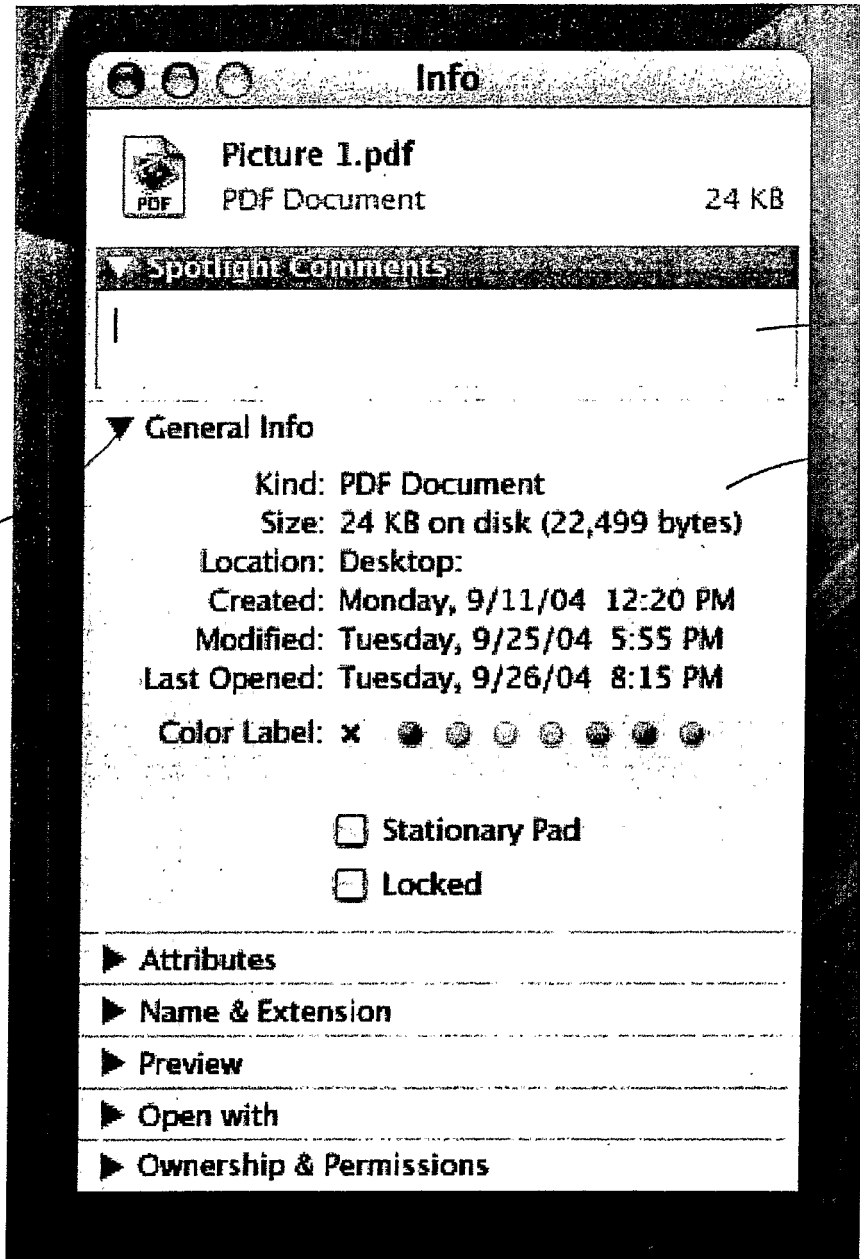 Info
Picture 1.pdf
PDF
PDF Document 24 KB
Spotlight Comments
General Info
Kind: PDF Document
Size: 24 KB on disk (22,499 bytes)
Location: Desktop:
Created: Monday, 9/11/04 12:20 PM
Modified: Tuesday, 9/25/04 5:55 PM
Last Opened: Tuesday, 9/26/04 8:15 PM
Color Label: x
Stationary Pad
Locked
Attributes
Name & Extension
Preview
Open with
Ownership & Permissions